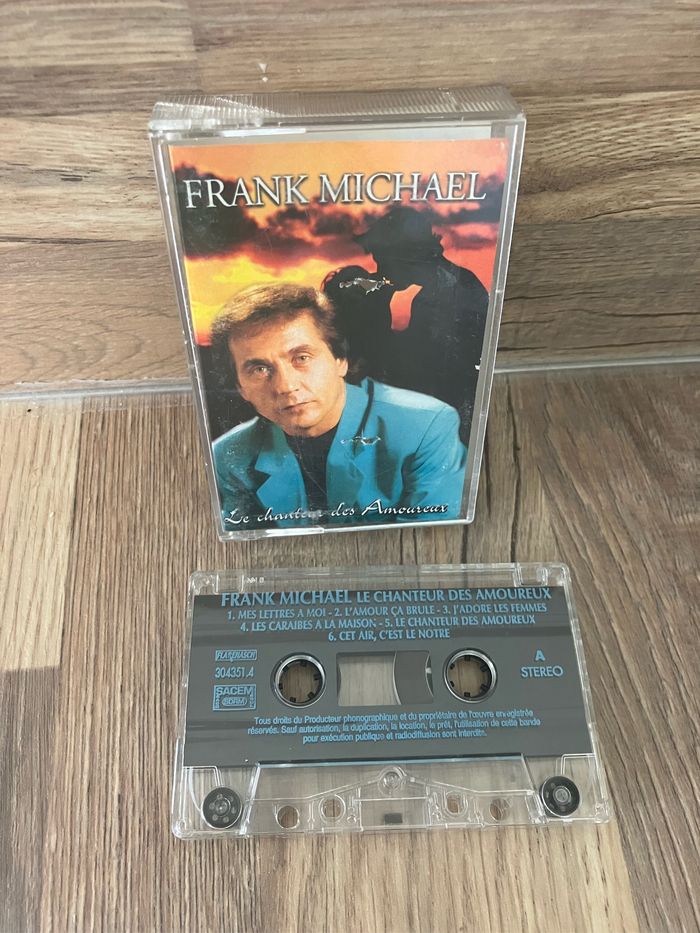 FRANK MICHAEL
Le chanteur des Amoureux
FRANK MICHAEL LE CHANTEUR DES AMOUREUX
1. MES LETTRES A MOI - 2. L'AMOUR ÇA BRULE - 3. J'ADORE LES FEMMES
4. LES CARAIBES A LA MAISON - 5. LE CHANTEUR DES AMOUREUX
6. CET AIR, C'EST LE NOTRE
FLARENASCH
304351.4
SACEM
SDRM
A
STEREO
Tous droits du Producteur phonographique et du propriétaire de l'œuvre enregistrée
réservés. Sauf autorisation, la duplication, la location, le prêt, l'utilisation de cette bande
pour exécution publique et radiodiffusion sont interdits.